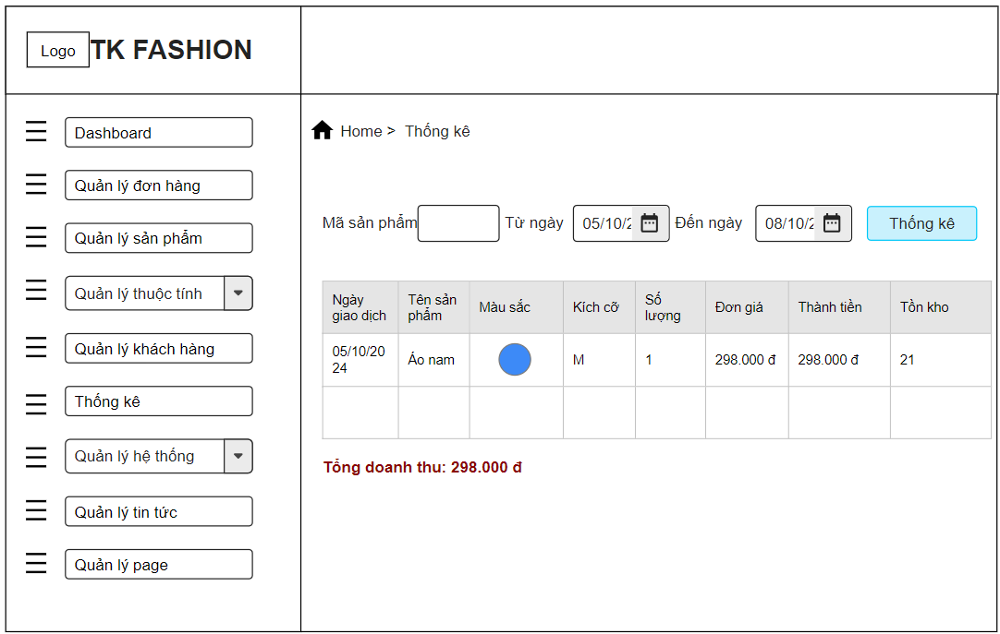 Logo TK FASHION
Dashboard
Quản lý đơn hàng
Quản lý sản phẩm
Quản lý thuộc tính
Quản lý khách hàng
Thống kê
Quản lý hệ thống
Quản lý tin tức
Quản lý page
Home > Thống kê
Mã sản phẩm Từ ngày 05/10/2 Đến ngày 08/10/2 Thống kê
Ngày
giao dịch
Tên sản
phẩm
Màu sắc
Kích cỡ
Số
lượng
Đơn giá
Thành tiền
Tồn kho
05/10/20
24
Áo nam
M
1
298.000 đ
298.000 đ
21
Tổng doanh thu: 298.000 đ